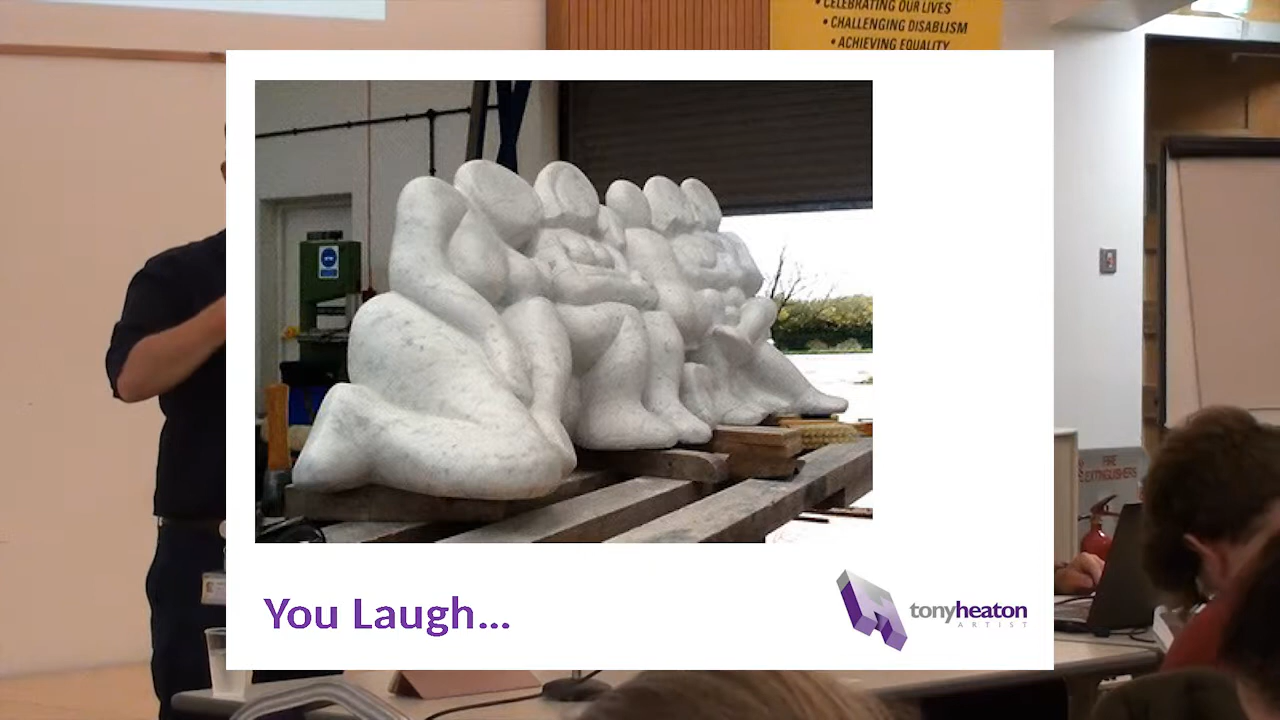 • CELEBRATING OUR LIVES
• CHALLENGING DISABLISM
• ACHIEVING EQUALITY
FIRE
EXTINGUISHERS
You Laugh...
tonyheaton
ARTIST